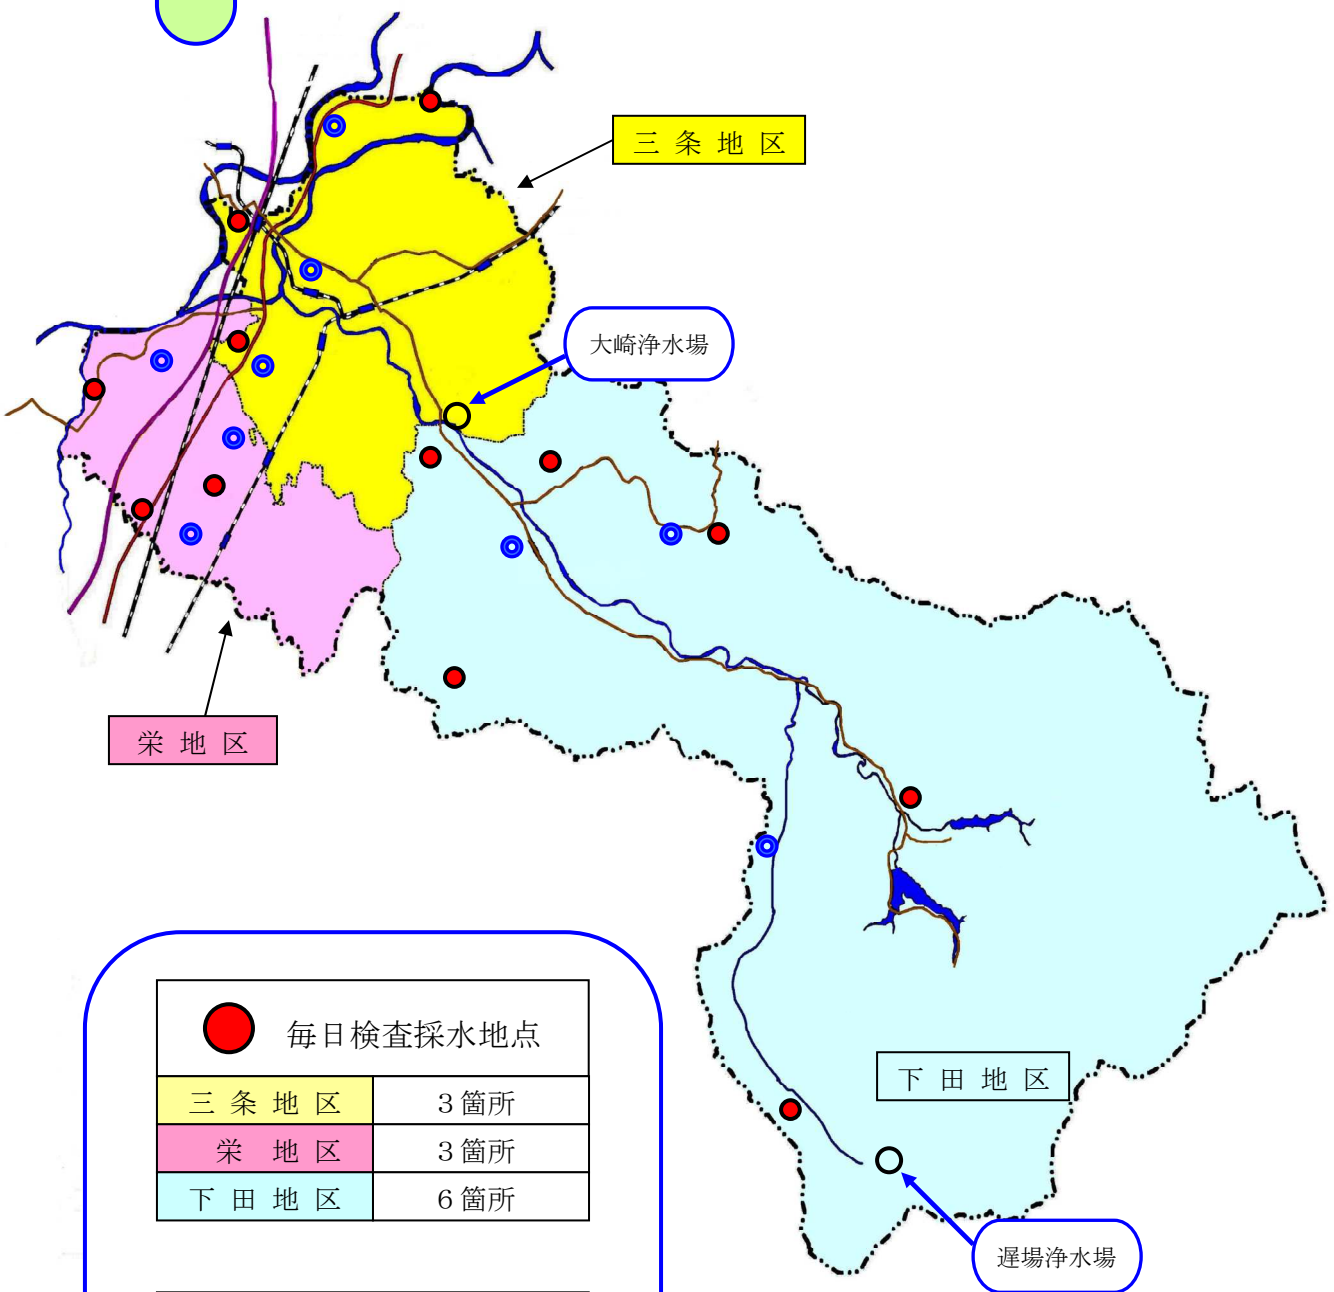 三条地区
大崎浄水場
栄地区
毎日検査採水地点
三条地区 3箇所
栄地区 3箇所
下田地区 6箇所
下田地区
遅場浄水場